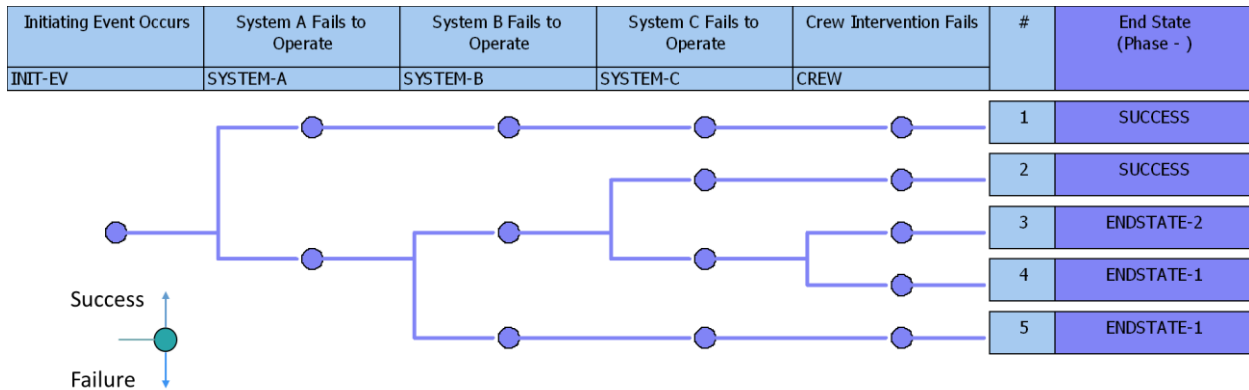 Initiating Event Occurs
System A Fails to
Operate
System B Fails to
Operate
System C Fails to
Operate
Crew Intervention Fails
#
End State
(Phase - )
INIT-EV
SYSTEM-A
SYSTEM-B
SYSTEM-C
CREW
1
SUCCESS
2
SUCCESS
3
ENDSTATE-2
4
ENDSTATE-1
5
ENDSTATE-1
Success
Failure